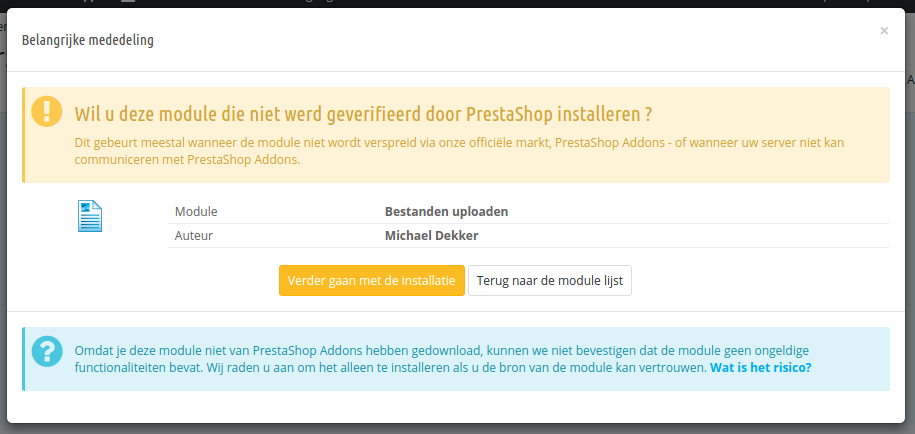 Belangrijke mededeling
×
Wil u deze module die niet werd geverifieerd door PrestaShop installeren ?
Dit gebeurt meestal wanneer de module niet wordt verspreid via onze officiële markt, PrestaShop Addons - of wanneer uw server niet kan
communiceren met PrestaShop Addons.
Module Bestanden uploaden
Auteur Michael Dekker
Verder gaan met de installatie Terug naar de module lijst
Omdat je deze module niet van PrestaShop Addons hebben gedownload, kunnen we niet bevestigen dat de module geen ongeldige
functionaliteiten bevat. Wij raden u aan om het alleen te installeren als u de bron van de module kan vertrouwen. Wat is het risico?